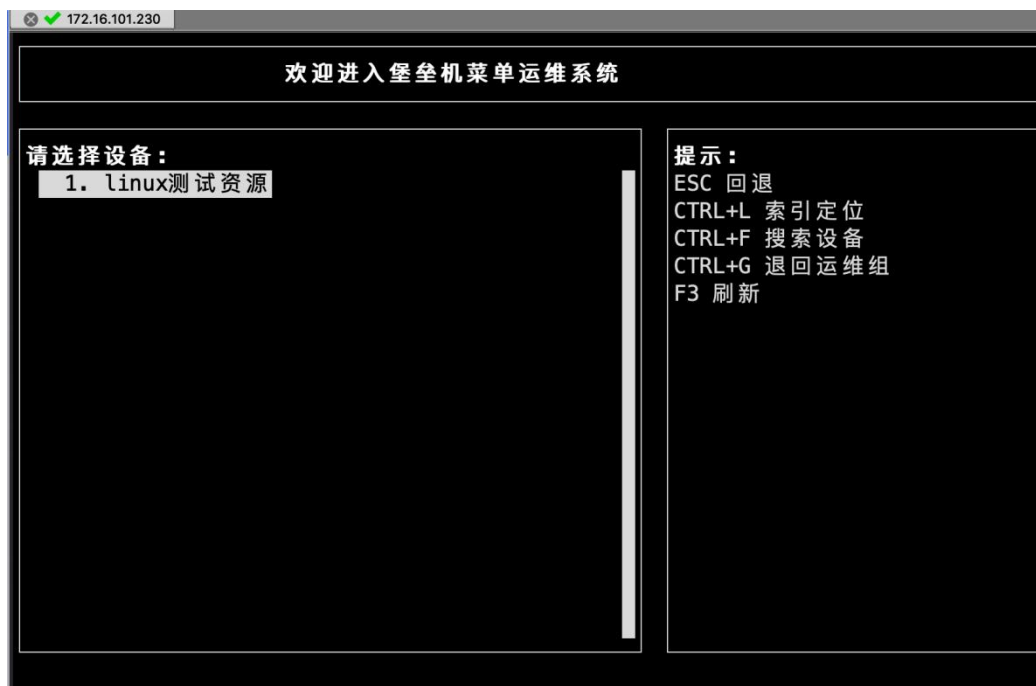 172.16.101.230
欢迎进入堡垒机菜单运维系统
请选择设备：
1. linux测试资源
提示：
ESC 回退
CTRL+L 索引定位
CTRL+F 搜索设备
CTRL+G 退回运维组
F3 刷新